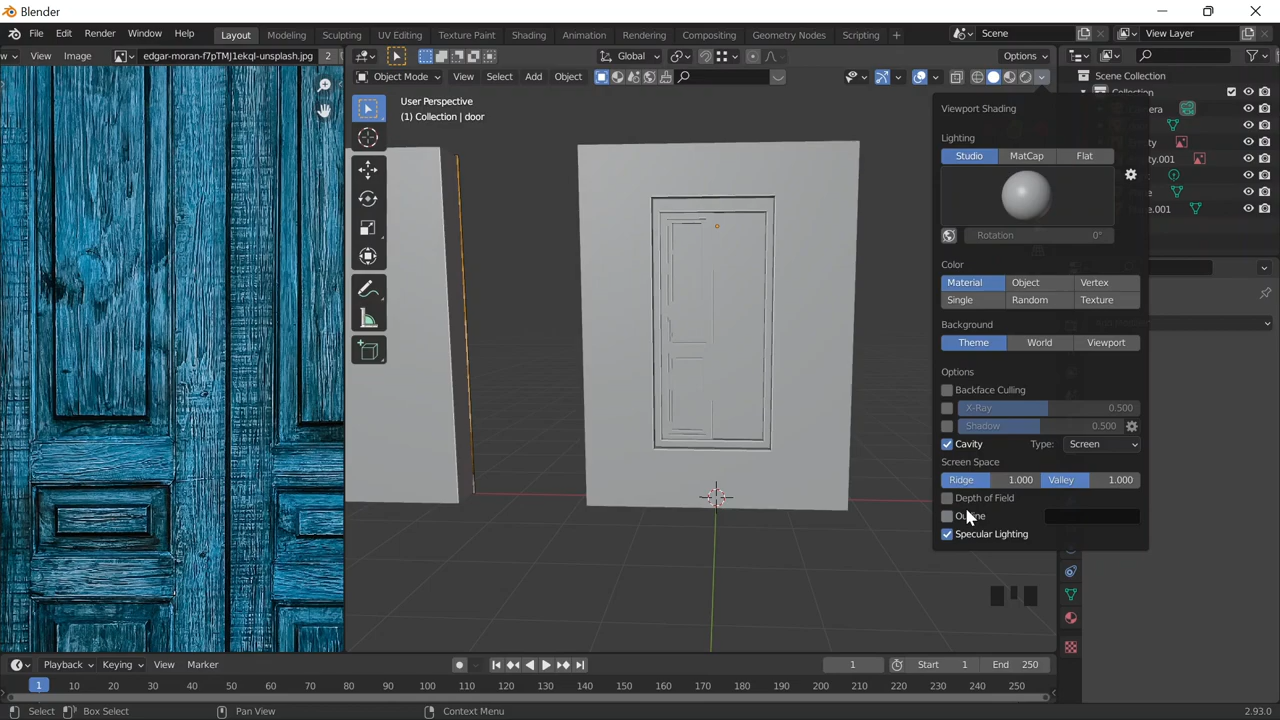 Blender
File Edit Render Window Help Layout Modeling Sculpting UV Editing Texture Paint Shading Animation Rendering Compositing Geometry Nodes Scripting + Scene View Layer
View Image edgar-moran-f7pTMJ1ekqI-unsplash.jpg 2 Global Options
Object Mode View Select Add Object
User Perspective
(1) Collection | door
Scene Collection
Collection
Viewport Shading
Lighting
Studio MatCap Flat
.001
.001
Rotation 0°
Color
Material Object Vertex
Single Random Texture
Background
Theme World Viewport
Options
Backface Culling
X-Ray 0.500
Shadow 0.500
Cavity Type: Screen
Screen Space
Ridge 1.000 Valley 1.000
Depth of Field
Outline
Specular Lighting
Playback Keying View Marker 1 Start 1 End 250
1 10 20 30 40 50 60 70 80 90 100 110 120 130 140 150 160 170 180 190 200 210 220 230 240 250
Select Box Select Pan View Context Menu 2.93.0